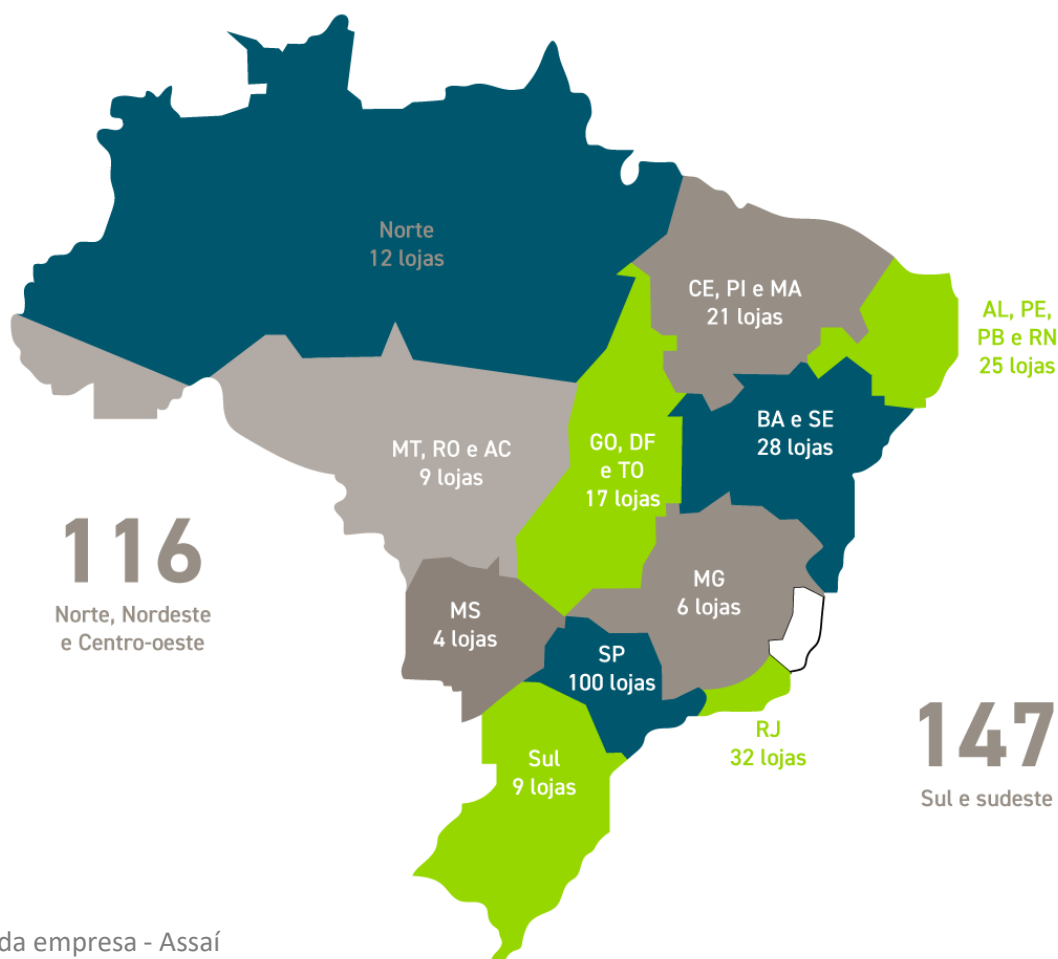 Norte
12 lojas
CE, PI e MA
21 lojas
AL, PE,
PB e RN
25 lojas
BA e SE
28 lojas
MT, RO e AC
9 lojas
GO, DF
e TO
17 lojas
116
Norte, Nordeste
e Centro-oeste
MG
6 lojas
MS
4 lojas
SP
100 lojas
RJ
32 lojas
147
Sul e sudeste
Sul
9 lojas
da empresa - Assaí